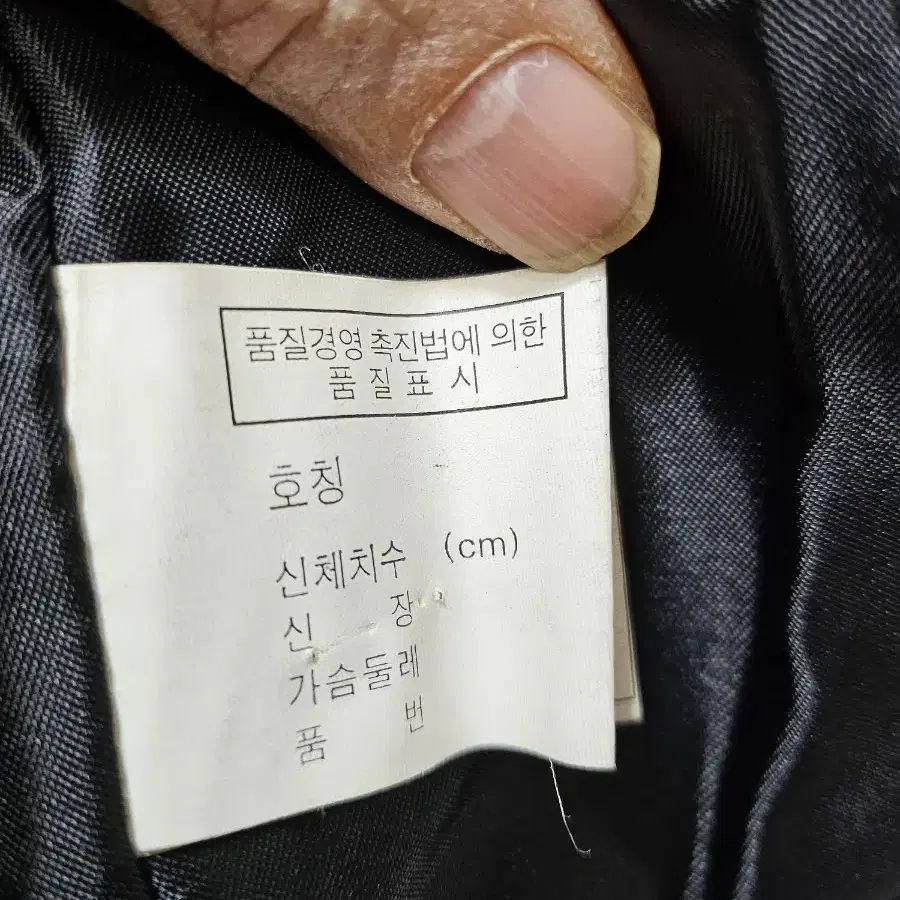 품질경영 촉진법에 의한
품 질 표 시
호칭
신체치수 (cm)
신 장
가슴둘레
품 번